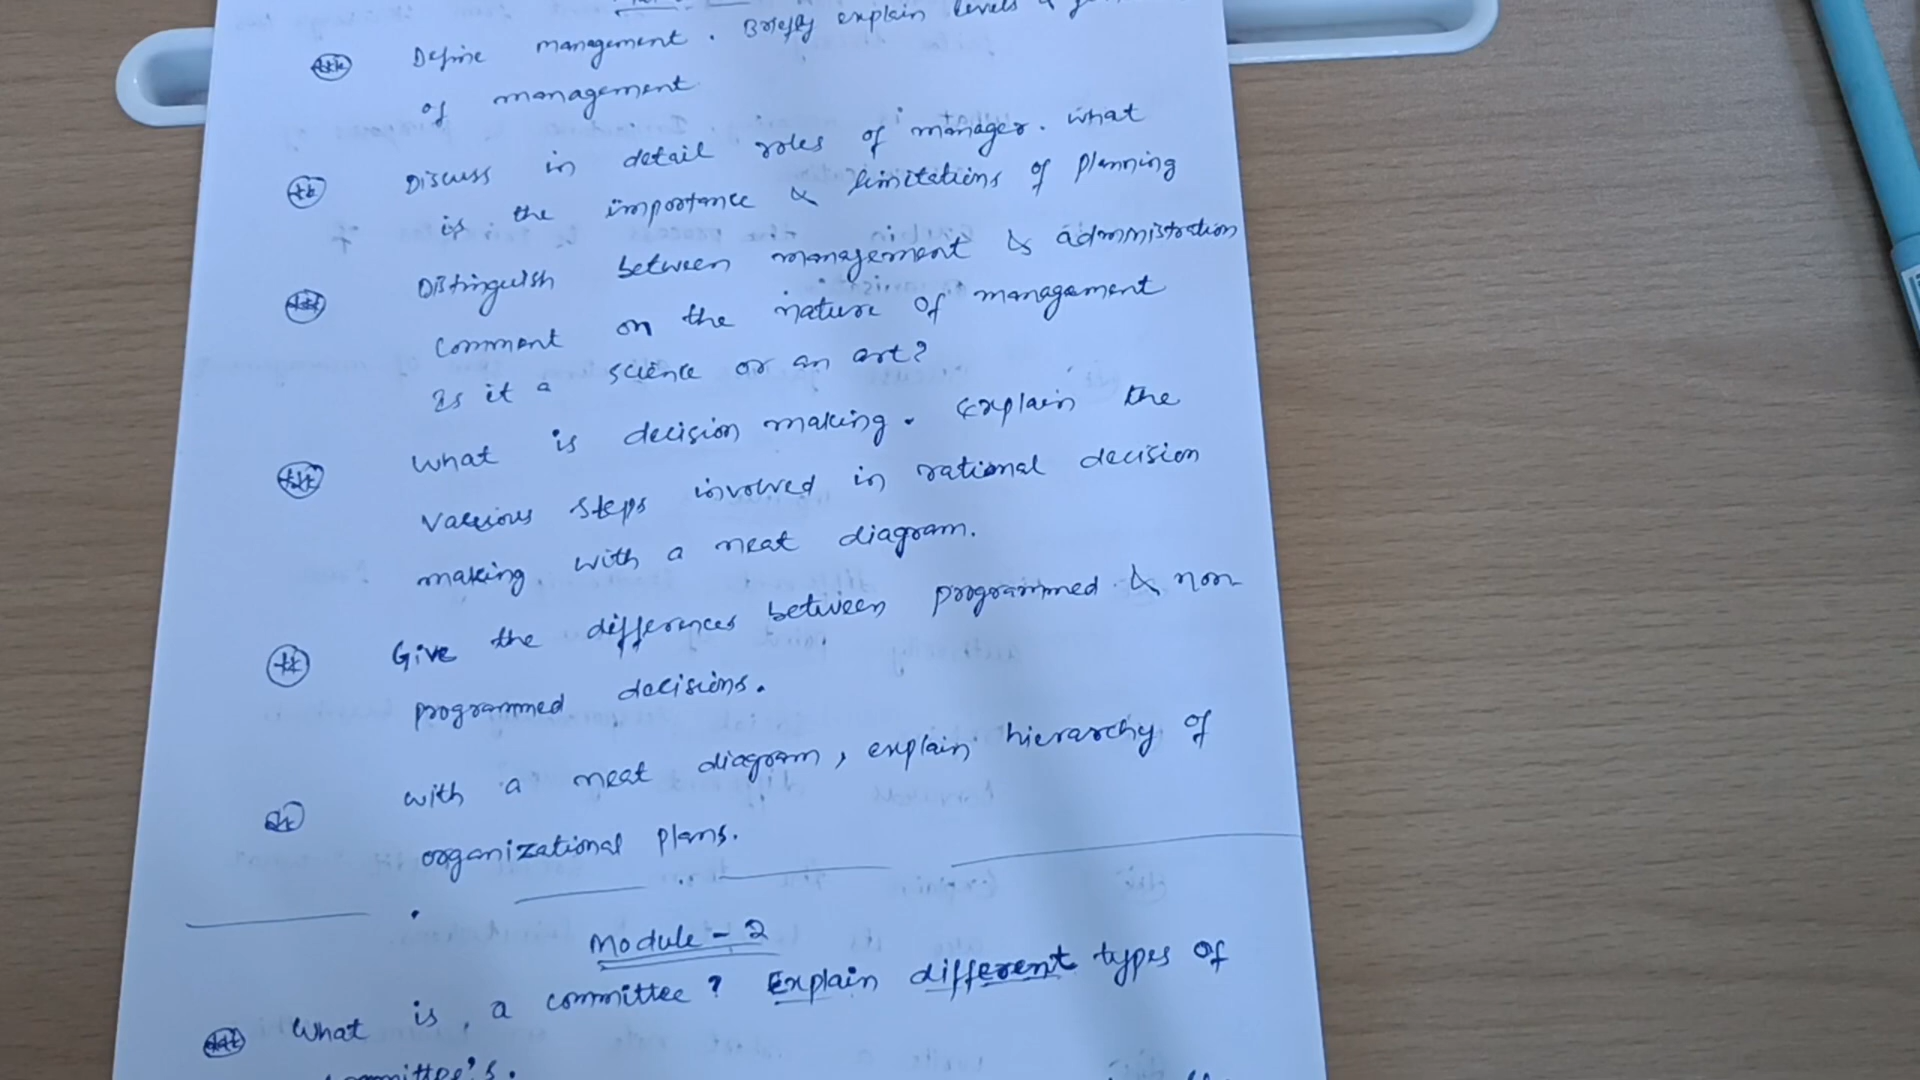 Define management. Briefly explain levels &
of management
Discuss in detail roles of manager. What
is the importance & limitations of planning
Distinguish between management & administration
comment on the nature of management
Is it a science or an art?
What is decision making. Explain the
various steps involved in rational decision
making with a neat diagram.
Give the differences between programmed & non-
programmed decisions.
With a neat diagram, explain hierarchy of
organizational plans.
Module - 2
What is a committee? Explain different types of
committee's.